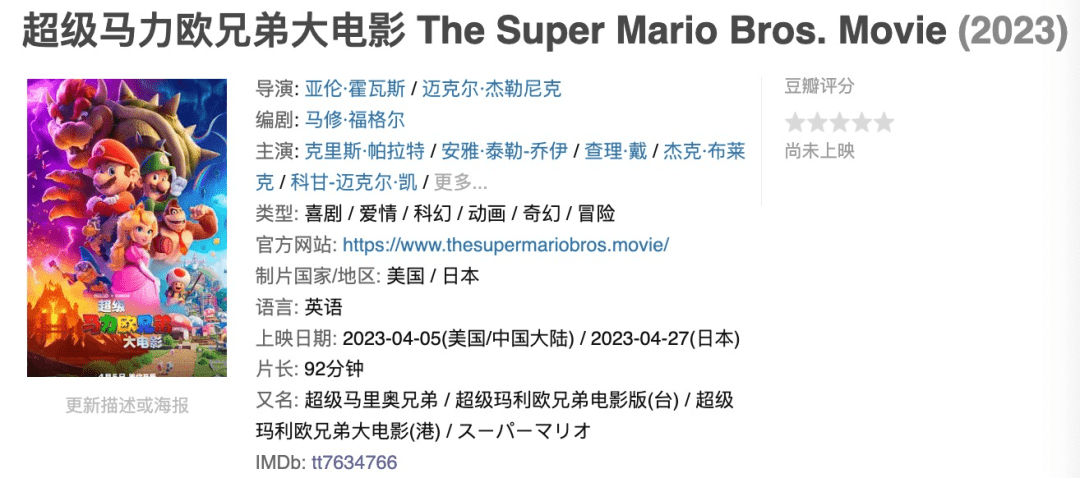 超级马力欧兄弟大电影 The Super Mario Bros. Movie (2023)
超级
马力欧兄弟
大电影
更新描述或海报
导演: 亚伦·霍瓦斯 / 迈克尔·杰勒尼克
编剧: 马修·福格尔
主演: 克里斯·帕拉特 / 安雅·泰勒-乔伊 / 查理·戴 / 杰克·布莱
克 / 科甘-迈克尔·凯 / 更多...
类型: 喜剧 / 爱情 / 科幻 / 动画 / 奇幻 / 冒险
官方网站: https://www.thesupermariobros.movie/
制片国家/地区: 美国 / 日本
语言: 英语
上映日期: 2023-04-05(美国/中国大陆) / 2023-04-27(日本)
片长: 92分钟
又名: 超级马里奥兄弟 / 超级玛利欧兄弟电影版(台) / 超级
玛利欧兄弟大电影(港) / スーパーマリオ
IMDb: tt7634766
豆瓣评分
尚未上映